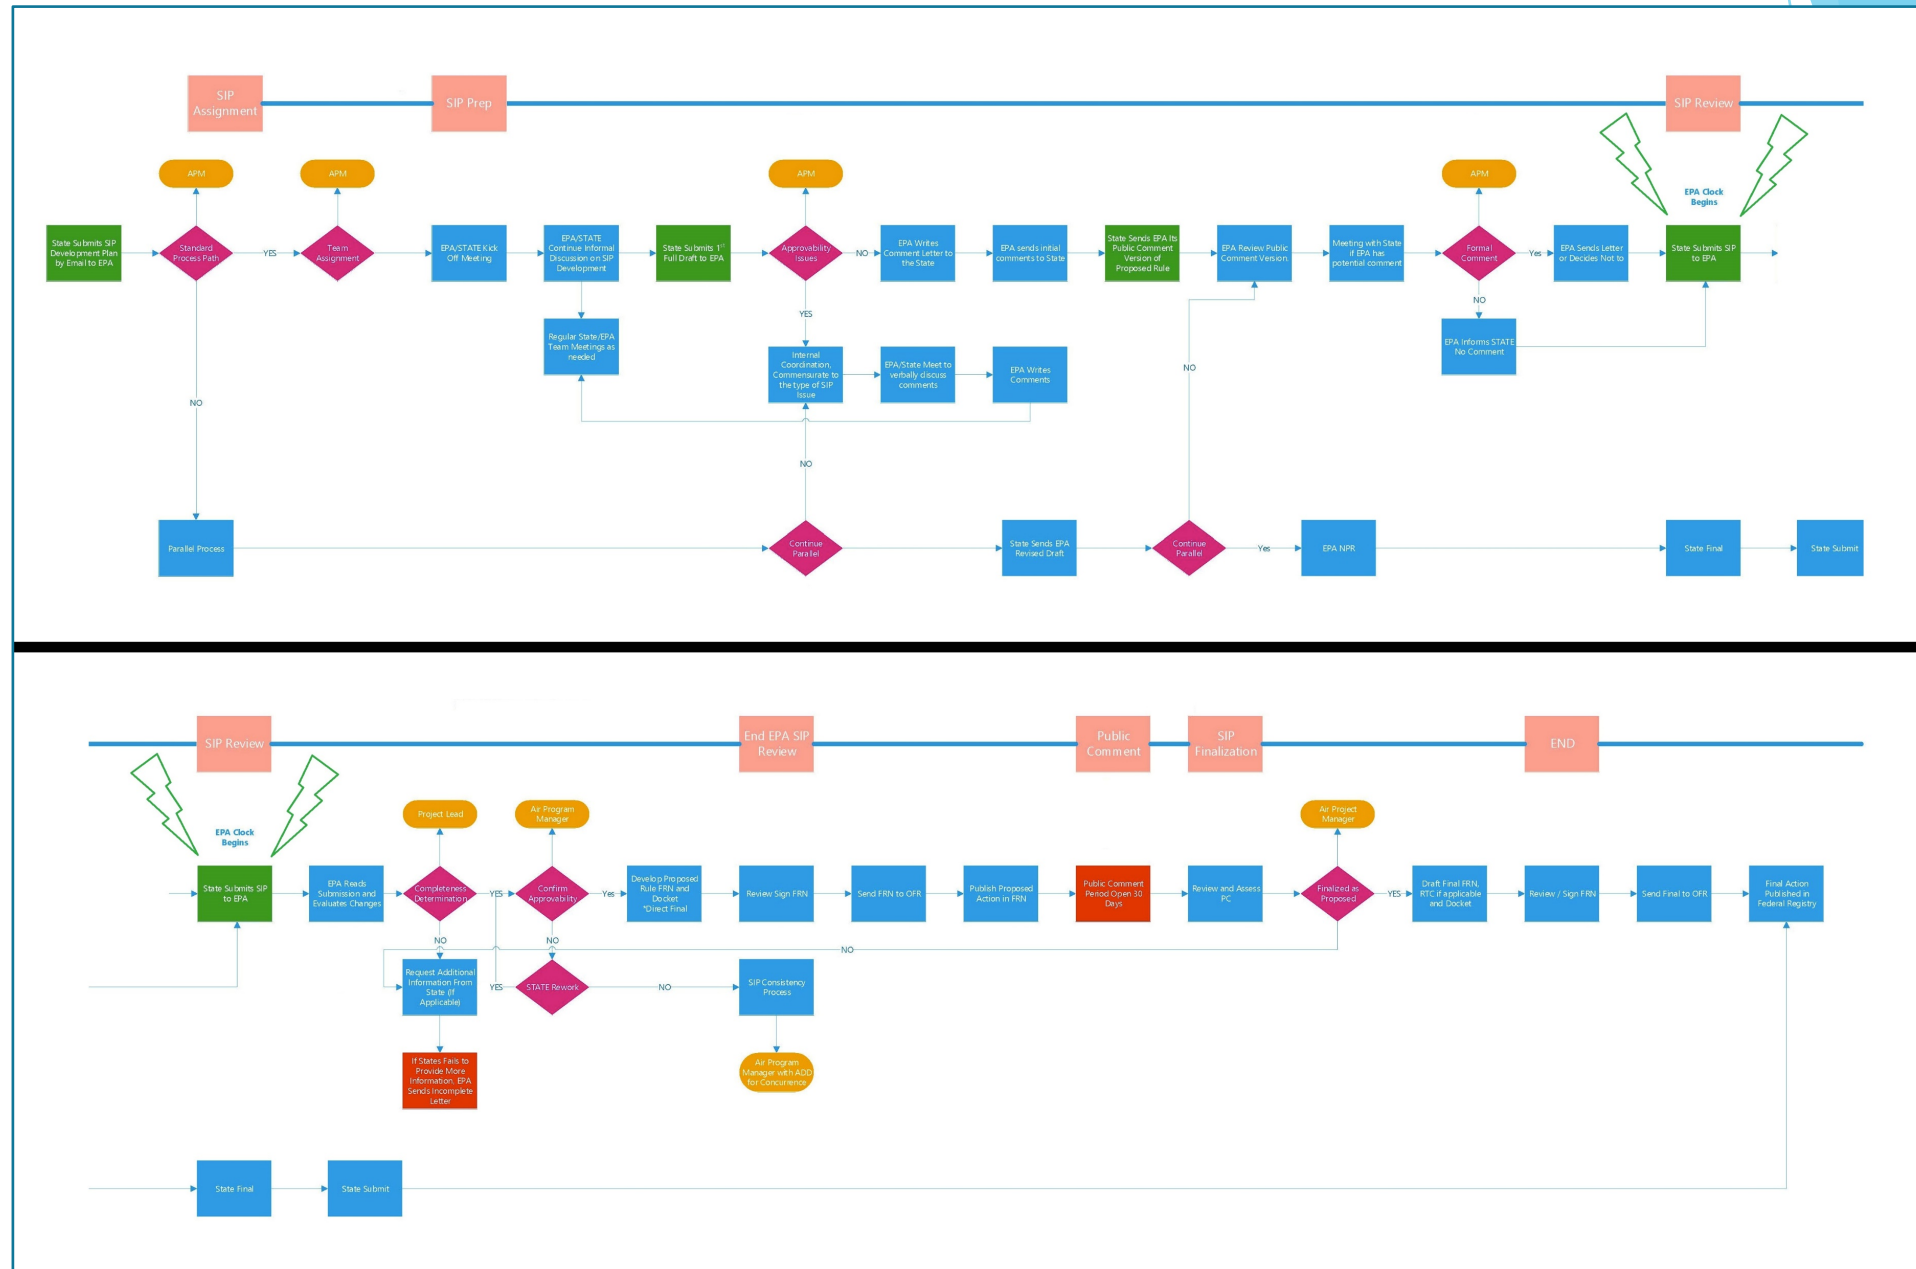 SIP
Assignment
SIP Prep
SIP Review
APM
APM
APM
APM
EPA Clock
Begins
State Submits SIP
Development Plan
by Email to EPA
Standard
Process Path
YES
Team
Assignment
EPA/STATE Kick
Off Meeting
EPA/STATE
Continue Informal
Discussion on SIP
Development
State Submits 1st
Full Draft to EPA
Approvability
Issues
NO
EPA Writes
Comment Letter to
the State
EPA sends initial
comments to State
State Sends EPA Its
Public Comment
Version of
Proposed Rule
EPA Review Public
Comment Version.
Meeting with State
if EPA has
potential comment
Formal
Comment
Yes
EPA Sends Letter
or Decides Not to
State Submits SIP
to EPA
NO
YES
NO
Regular State/EPA
Team Meetings as
needed
Internal
Coordination,
Commensurate to
the type of SIP
Issue
EPA/State Meet to
verbally discuss
comments
EPA Writes
Comments
NO
EPA Informs STATE
No Comment
NO
Parallel Process
Continue
Parallel
State Sends EPA
Revised Draft
Continue
Parallel
Yes
EPA NPR
State Final
State Submit
SIP Review
End EPA SIP
Review
Public
Comment
SIP
Finalization
END
EPA Clock
Begins
Project Lead
Air Program
Manager
Air Project
Manager
State Submits SIP
to EPA
EPA Reads
Submission and
Evaluates Changes
Completeness
Determination
YES
Confirm
Approvability
Yes
Develop Proposed
Rule FRN and
Docket
*Direct Final
Review Sign FRN
Send FRN to OFR
Publish Proposed
Action in FRN
Public Comment
Period Open 30
Days
Review and Assess
PC
Finalized as
Proposed
YES
Draft Final FRN,
RTC if applicable
and Docket
Review / Sign FRN
Send Final to OFR
Final Action
Published in
Federal Registry
NO
NO
NO
Request Additional
Information From
State (If
Applicable)
YES
STATE Rework
NO
SIP Consistency
Process
If States Fails to
Provide More
Information, EPA
Sends Incomplete
Letter
Air Program
Manager with ADD
for Concurrence
State Final
State Submit